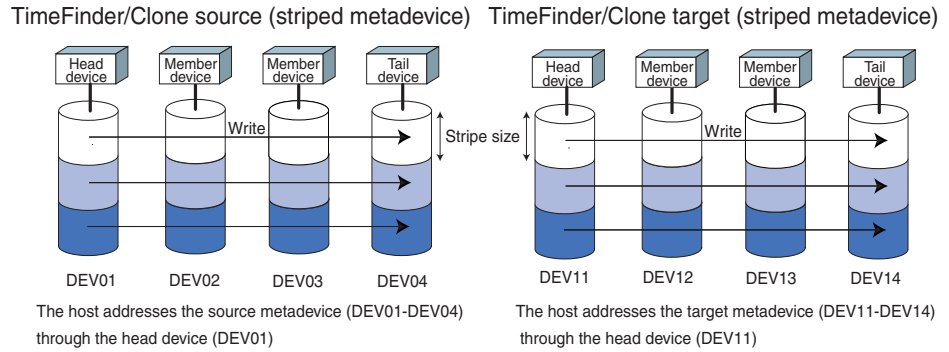 TimeFinder/Clone source (striped metadevice)
TimeFinder/Clone target (striped metadevice)
Head
device
Member
device
Member
device
Tail
device
Head
device
Member
device
Member
device
Tail
device
Write
Stripe size
Write
DEV01
DEV02
DEV03
DEV04
DEV11
DEV12
DEV13
DEV14
The host addresses the source metadevice (DEV01-DEV04)
through the head device (DEV01)
The host addresses the target metadevice (DEV11-DEV14)
through the head device (DEV11)